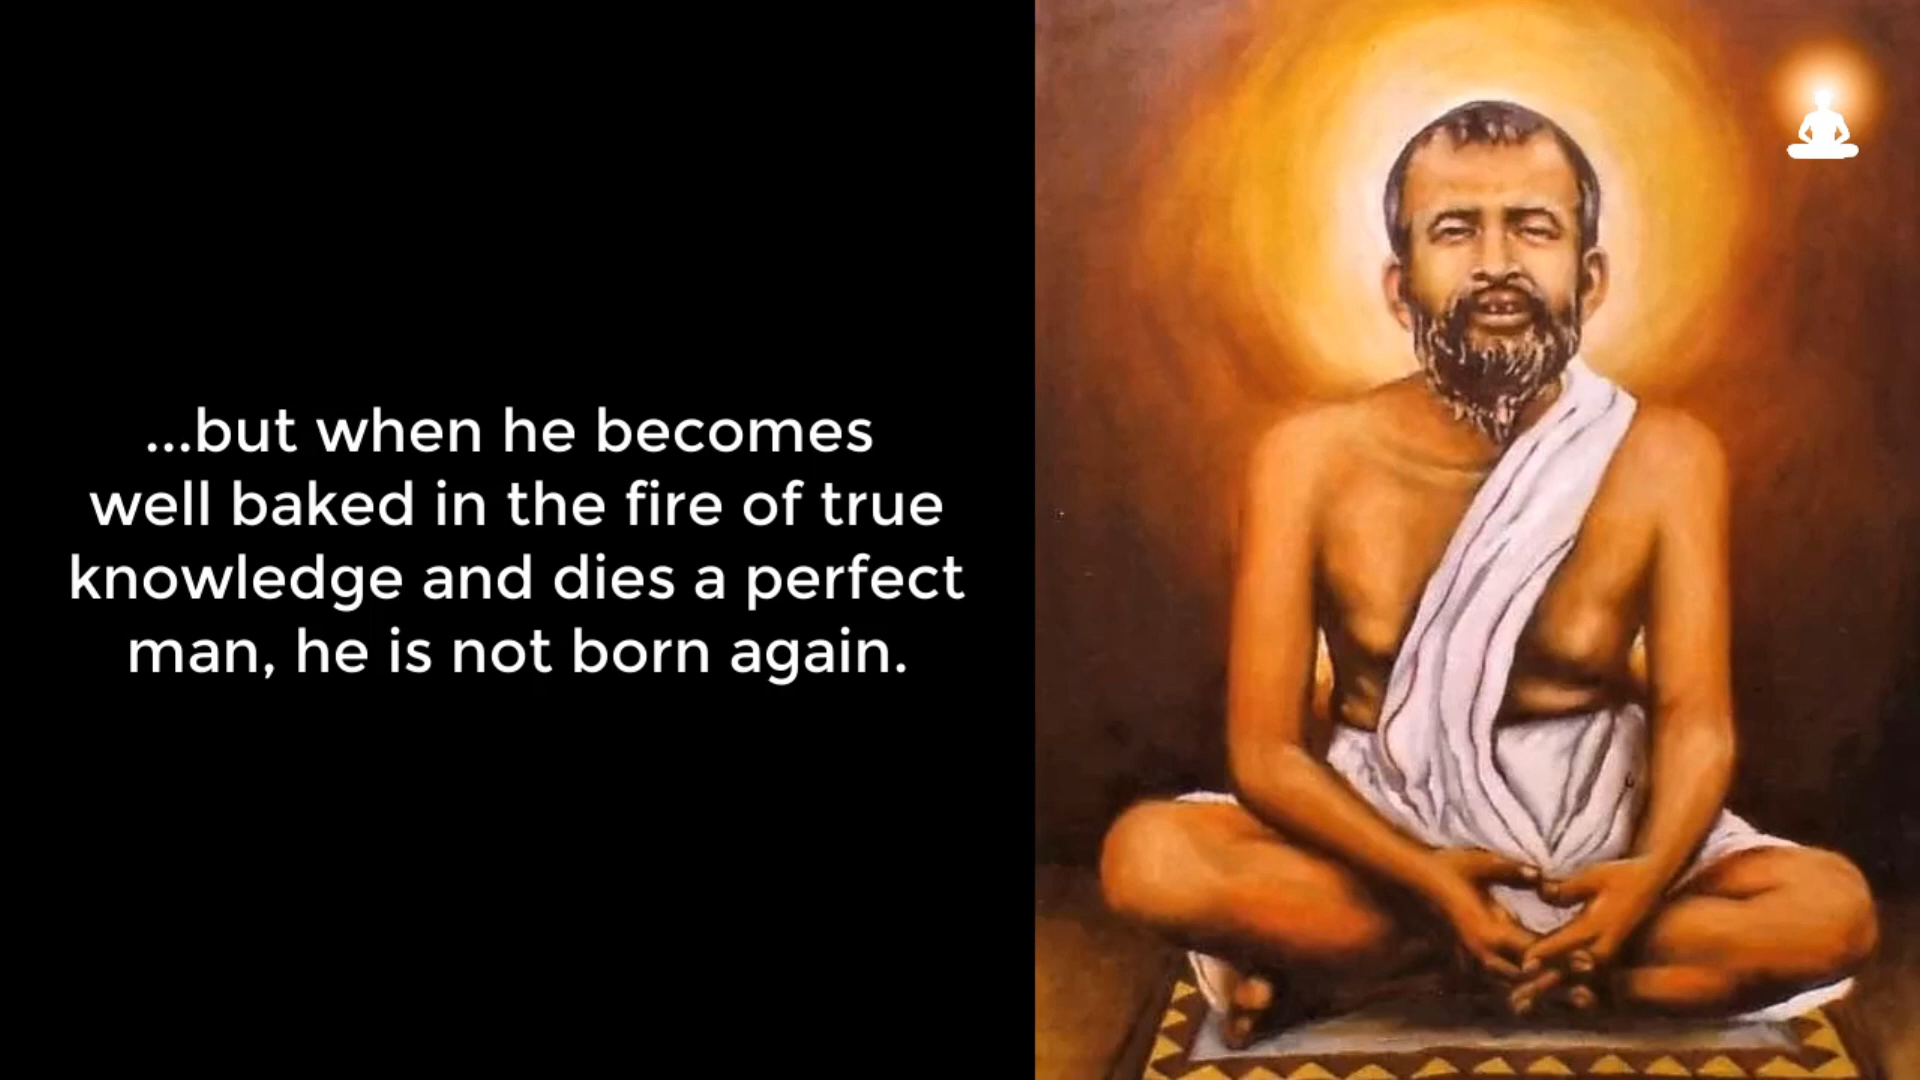 ...but when he becomes
well baked in the fire of true
knowledge and dies a perfect
man, he is not born again.